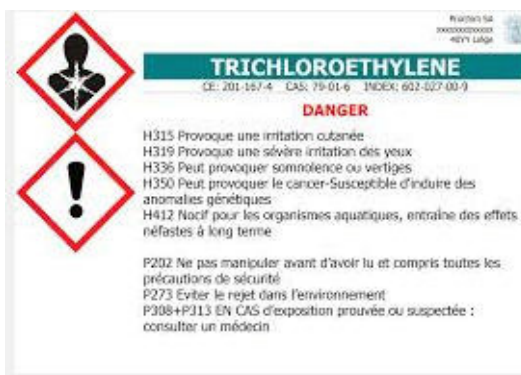 TRICHLOROETHYLENE
CE: 201-167-4 CAS: 79-01-6 INDEX: 602-027-00-9
DANGER
H315 Provoque une irritation cutanée
H319 Provoque une sévère irritation des yeux
H336 Peut provoquer somnolence ou vertiges
H350 Peut provoquer le cancer-Susceptible d'induire des
anomalies génétiques
H412 Nocif pour les organismes aquatiques, entraîne des effets
néfastes à long terme
P202 Ne pas manipuler avant d'avoir lu et compris toutes les
précautions de sécurité
P273 Eviter le rejet dans l'environnement
P308+P313 EN CAS d'exposition prouvée ou suspectée :
consulter un médecin